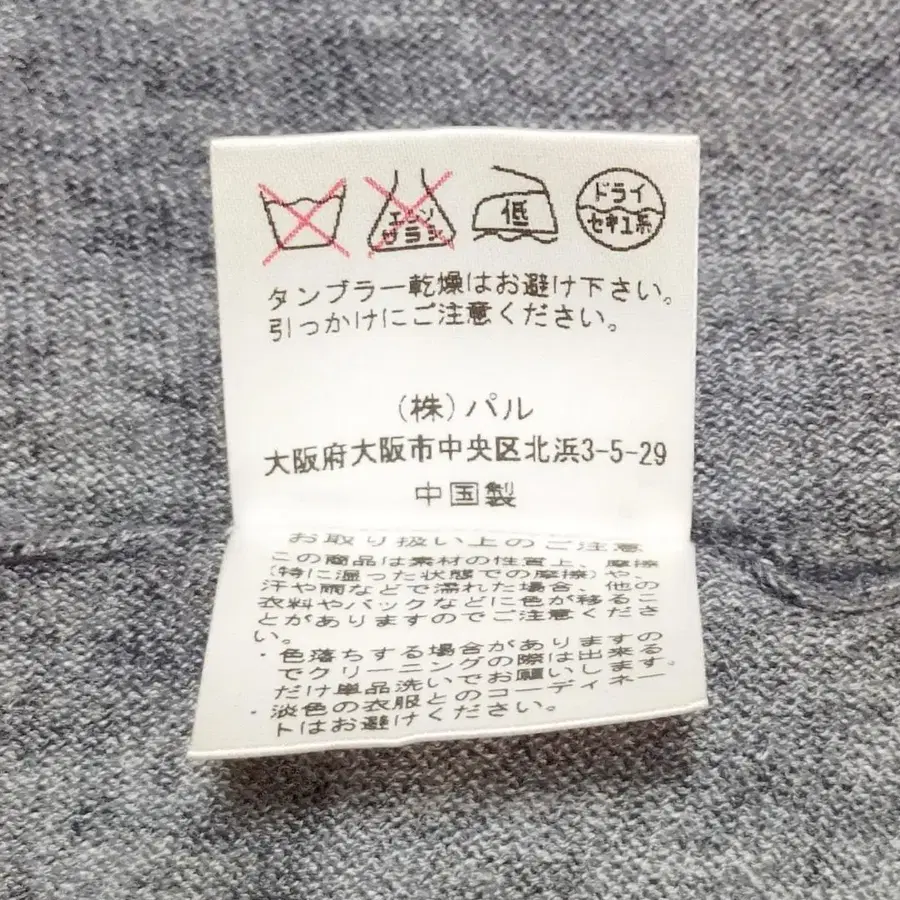 エンソ
サラシ
低
ドライ
セキユ系
タンブラー乾燥はお避け下さい。
引っかけにご注意ください。
(株)パル
大阪府大阪市中央区北浜3-5-29
中国製
お取り扱い上のご注意
この商品は素材の性質上、摩擦
(特に湿った状態での摩擦)や、
汗や雨などで濡れた場合、他の
衣料やバックなどに色が移るこ
とがありますのでご注意くださ
い。
・色落ちする場合がありますの
でクリーニングの際は出来る
だけ単品洗いでお願いします。
・淡色の衣服とのコーディネー
トはお避けください。